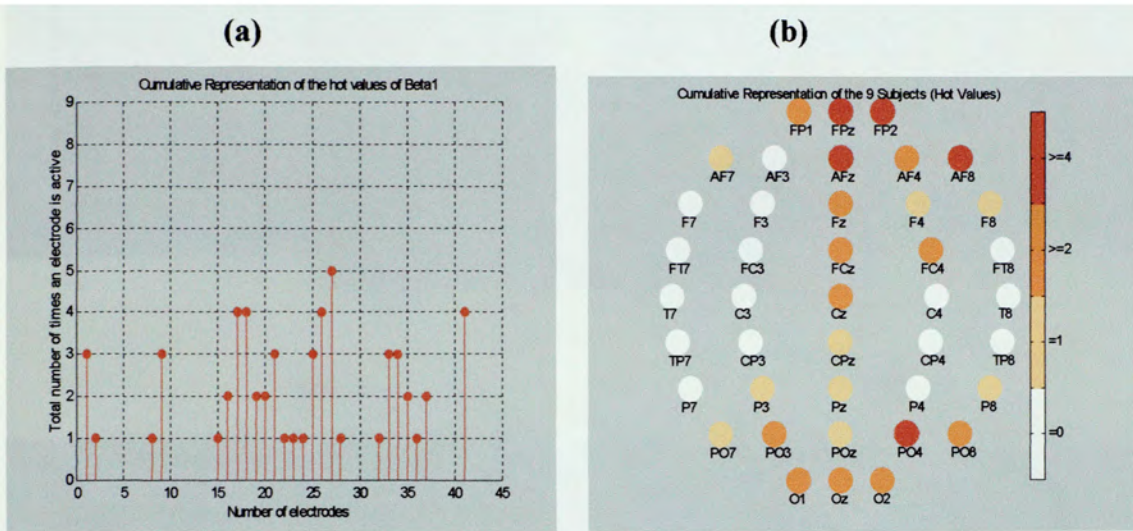 (a)
(b)
Cumulative Representation of the hot values of Beta1
Total number of times an electrode is active
9
8
7
6
5
4
3
2
1
0
0 5 10 15 20 25 30 35 40 45
Number of electrodes
Cumulative Representation of the 9 Subjects (Hot Values)
FP1 FPz FP2
AF7 AF3 AFz AF4 AF8
F7 F3 Fz F4 F8
FT7 FC3 FCz FC4 FT8
T7 C3 Cz C4 T8
TP7 CP3 CPz CP4 TP8
P7 P3 Pz P4 P8
PO7 PO3 POz PO4 PO8
O1 Oz O2
>=4
>=2
=1
=0